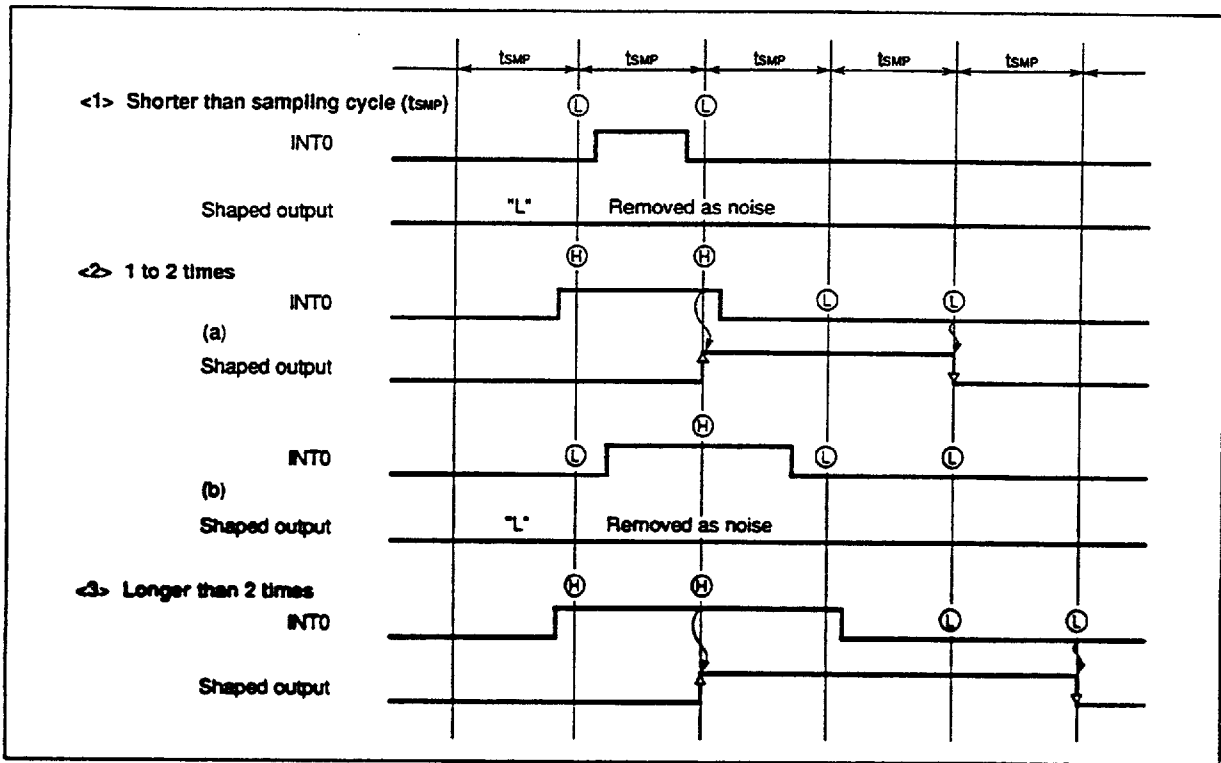 tSMP tSMP tSMP tSMP tSMP
<1> Shorter than sampling cycle (tSMP) L L
INT0
Shaped output "L" Removed as noise
H H
<2> 1 to 2 times
INT0 L L
(a)
Shaped output
H
INT0 L L L
(b)
Shaped output "L" Removed as noise
<3> Longer than 2 times H H
INT0 L L
Shaped output